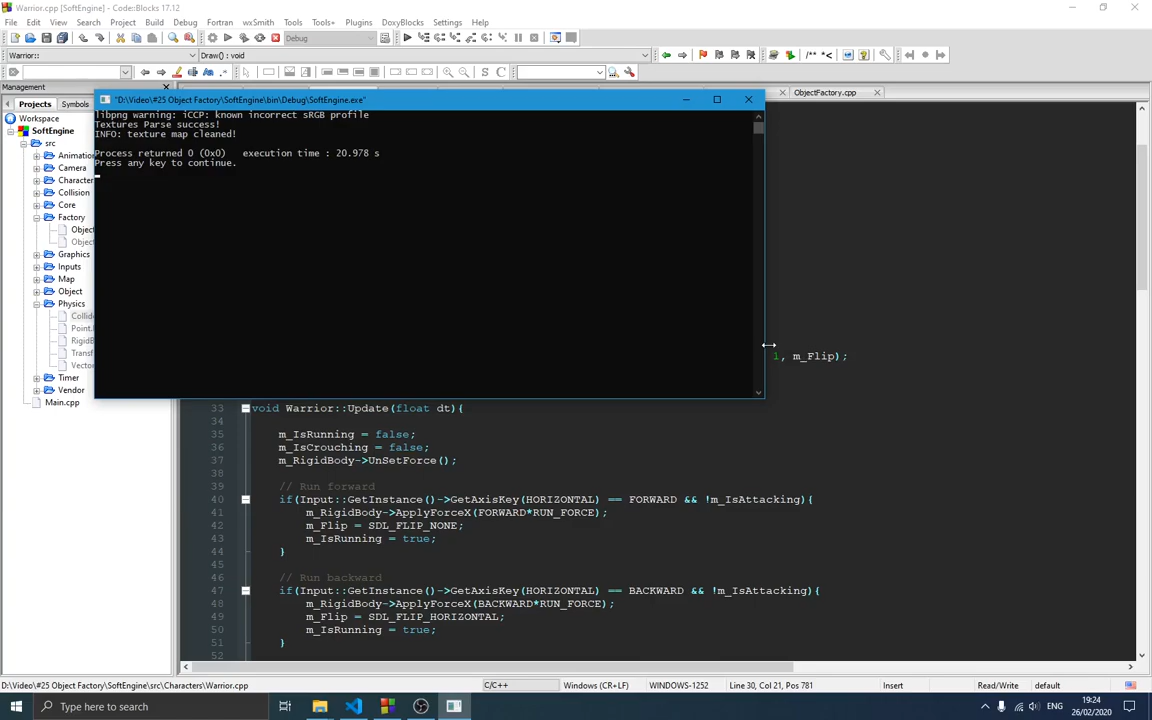 Warrior.cpp [SoftEngine] - Code::Blocks 17.12
File Edit View Search Project Build Debug Fortran wxSmith Tools Tools+ Plugins DoxyBlocks Settings Help
Debug
/** *<
Warrior:: Draw() : void
S C
Management
Projects Symbols
Workspace
SoftEngine
src
Animation
Camera
Character
Collision
Core
Factory
Object
Object
Graphics
Inputs
Map
Object
Physics
Collid
Point.
RigidB
Transf
Vector
Timer
Vendor
Main.cpp
ObjectFactory.cpp
"D:\Video\#25 Object Factory\SoftEngine\bin\Debug\SoftEngine.exe"
libpng warning: iCCP: known incorrect sRGB profile
Textures Parse success!
INFO: texture map cleaned!
Process returned 0 (0x0)   execution time : 20.978 s
Press any key to continue.
1, m_Flip);
33 void Warrior::Update(float dt){
34
35 m_IsRunning = false;
36 m_IsCrouching = false;
37 m_RigidBody->UnSetForce();
38
39 // Run forward
40 if(Input::GetInstance()->GetAxisKey(HORIZONTAL) == FORWARD && !m_IsAttacking){
41 m_RigidBody->ApplyForceX(FORWARD*RUN_FORCE);
42 m_Flip = SDL_FLIP_NONE;
43 m_IsRunning = true;
44 }
45
46 // Run backward
47 if(Input::GetInstance()->GetAxisKey(HORIZONTAL) == BACKWARD && !m_IsAttacking){
48 m_RigidBody->ApplyForceX(BACKWARD*RUN_FORCE);
49 m_Flip = SDL_FLIP_HORIZONTAL;
50 m_IsRunning = true;
51 }
52
D:\Video\#25 Object Factory\SoftEngine\src\Characters\Warrior.cpp C/C++ Windows (CR+LF) WINDOWS-1252 Line 30, Col 21, Pos 781 Insert Read/Write default
Type here to search
ENG
19:24
26/02/2020